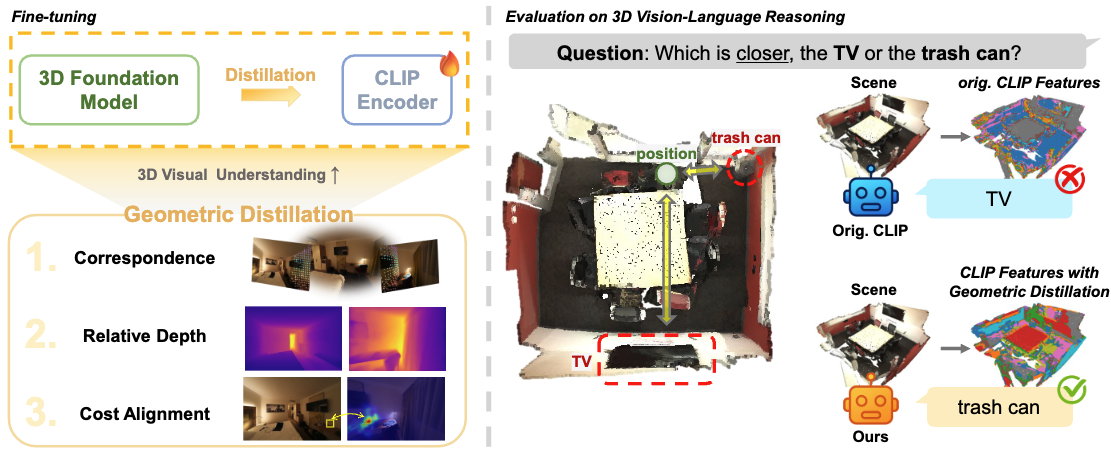 Fine-tuning
3D Foundation
Model
Distillation
CLIP
Encoder
3D Visual Understanding ↑
Geometric Distillation
1. Correspondence
2. Relative Depth
3. Cost Alignment
Evaluation on 3D Vision-Language Reasoning
Question: Which is closer, the TV or the trash can?
position
trash can
TV
Scene
orig. CLIP Features
Orig. CLIP
TV
Scene
CLIP Features with
Geometric Distillation
Ours
trash can